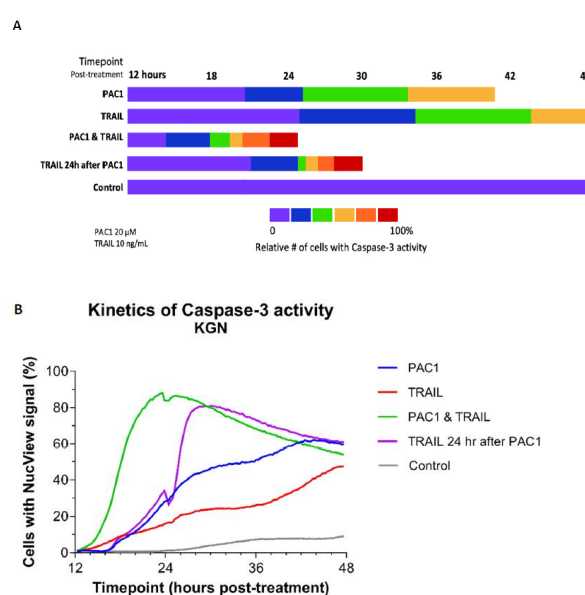 A
Timepoint
Post-treatment 12 hours 18 24 30 36 42 4
PAC1
TRAIL
PAC1 & TRAIL
TRAIL 24h after PAC1
Control
PAC1 20 µM
TRAIL 10 ng/mL
0 100%
Relative # of cells with Caspase-3 activity
B
Kinetics of Caspase-3 activity
KGN
Cells with NucView signal (%)
100
80
60
40
20
0
12 24 36 48
Timepoint (hours post-treatment)
PAC1
TRAIL
PAC1 & TRAIL
TRAIL 24 hr after PAC1
Control